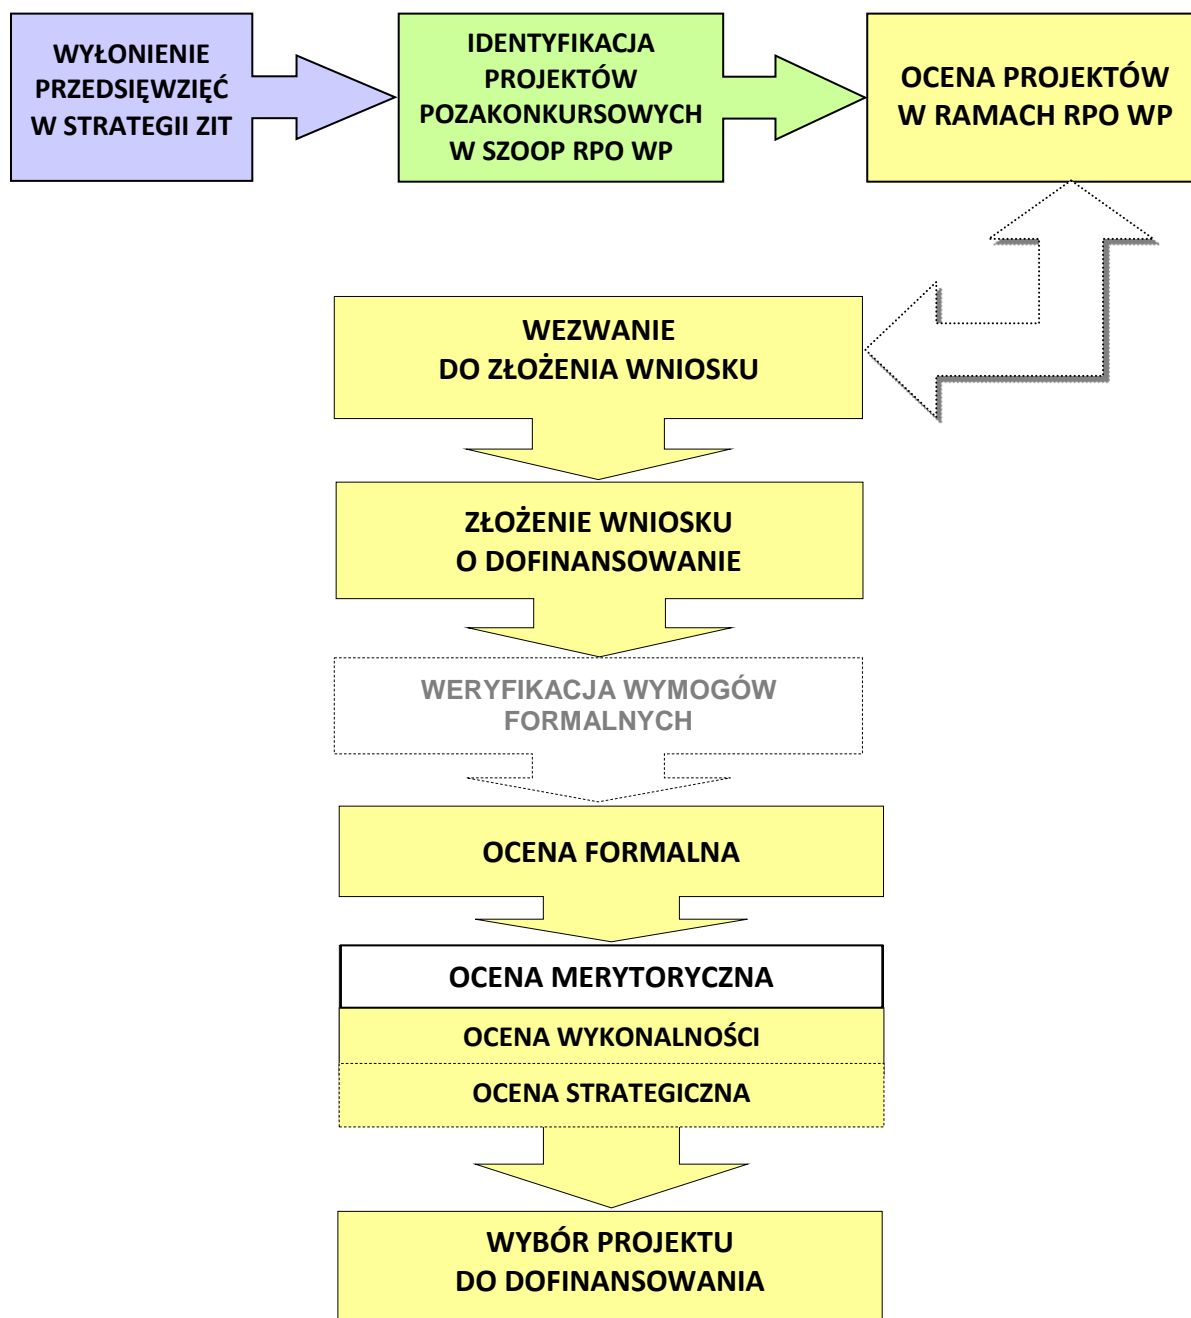 WYŁONIENIE
PRZEDSIĘWZIĘĆ
W STRATEGII ZIT
IDENTYFIKACJA
PROJEKTÓW
POZAKONKURSOWYCH
W SZOOP RPO WP
OCENA PROJEKTÓW
W RAMACH RPO WP
WEZWANIE
DO ZŁOŻENIA WNIOSKU
ZŁOŻENIE WNIOSKU
O DOFINANSOWANIE
WERYFIKACJA WYMOGÓW
FORMALNYCH
OCENA FORMALNA
OCENA MERYTORYCZNA
OCENA WYKONALNOŚCI
OCENA STRATEGICZNA
WYBÓR PROJEKTU
DO DOFINANSOWANIA